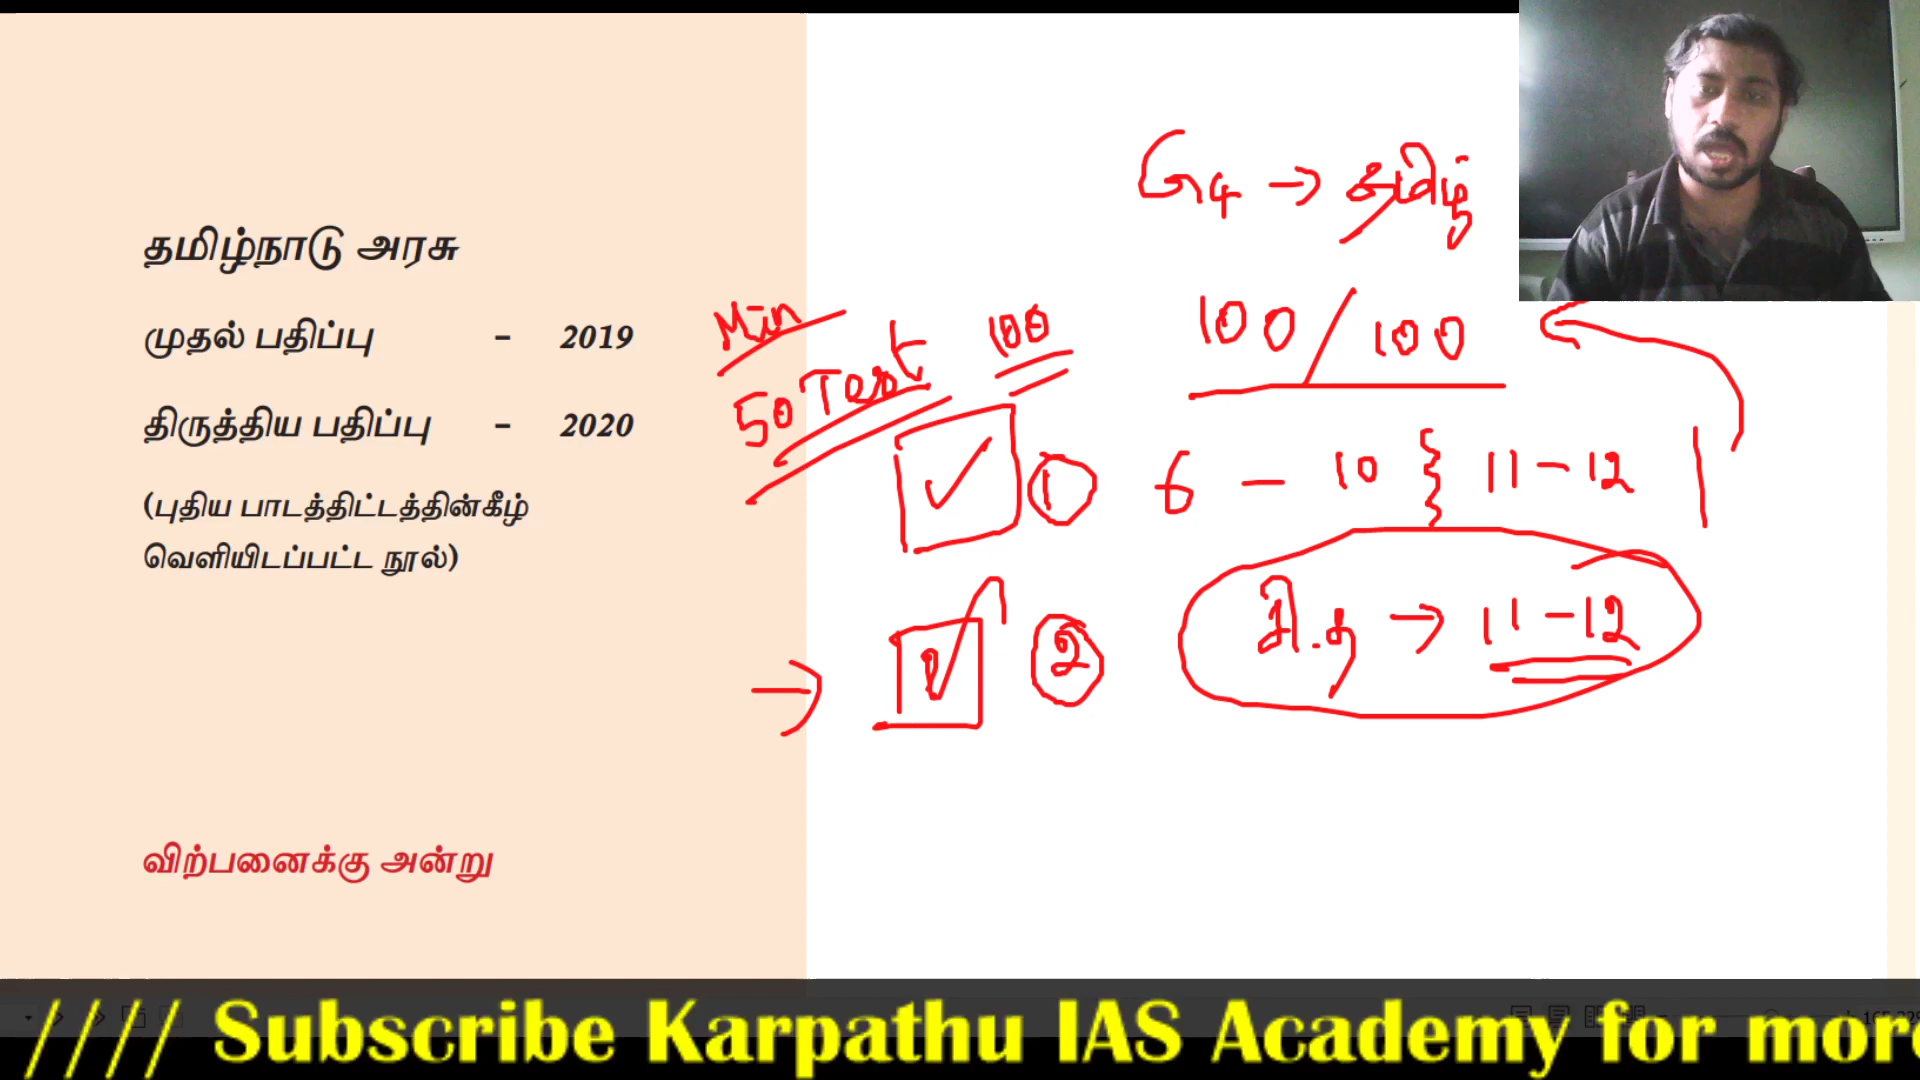 தமிழ்நாடு அரசு
முதல் பதிப்பு - 2019
திருத்திய பதிப்பு - 2020
(புதிய பாடத்திட்டத்தின்கீழ்
வெளியிடப்பட்ட நூல்)
விற்பனைக்கு அன்று
G4 → தமிழ்
Min
50 Test 100
100/100
1 6 - 10 } 11 - 12
→ 2 சி.த → 11 - 12
//// Subscribe Karpathu IAS Academy for more